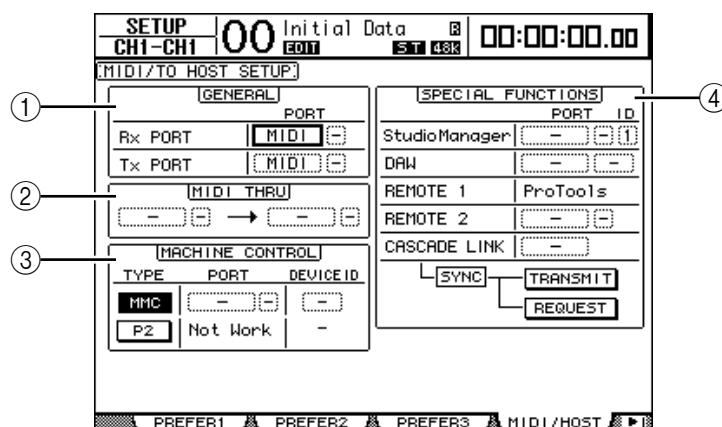 SETUP
CH1-CH1
00
Initial Data
R
EDIT
ST
48K
00:00:00.00
MIDI/TO HOST SETUP
1
GENERAL
PORT
Rx PORT
MIDI
-
Tx PORT
MIDI
-
2
MIDI THRU
- - → - -
3
MACHINE CONTROL
TYPE PORT DEVICE ID
MMC - - -
P2 Not Work -
4
SPECIAL FUNCTIONS
PORT ID
StudioManager - - 1
DAW - -
REMOTE 1 ProTools
REMOTE 2 - -
CASCADE LINK -
SYNC
TRANSMIT
REQUEST
PREFER1 PREFER2 PREFER3 MIDI/HOST